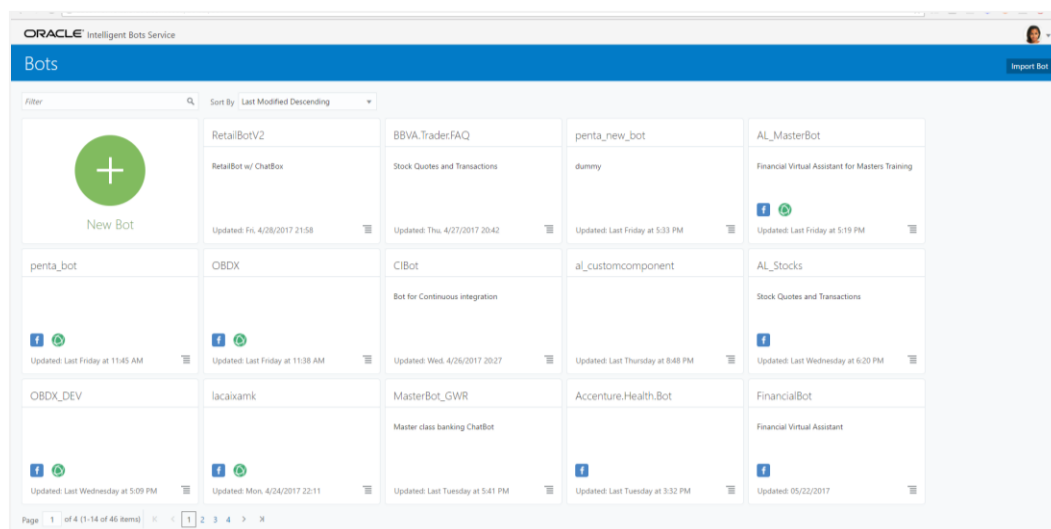 ORACLE Intelligent Bots Service
Bots
Import Bot
Filter
Sort By Last Modified Descending
New Bot
RetailBotV2
RetailBot w/ ChatBox
Updated: Fri, 4/28/2017 21:58
BBVA.Trader.FAQ
Stock Quotes and Transactions
Updated: Thu, 4/27/2017 20:42
penta_new_bot
dummy
Updated: Last Friday at 5:33 PM
AL_MasterBot
Financial Virtual Assistant for Masters Training
Updated: Last Friday at 5:19 PM
penta_bot
Updated: Last Friday at 11:45 AM
OBDX
Updated: Last Friday at 11:38 AM
CIBot
Bot for Continuous integration
Updated: Wed, 4/26/2017 20:27
al_customcomponent
Updated: Last Thursday at 8:48 PM
AL_Stocks
Stock Quotes and Transactions
Updated: Last Wednesday at 6:20 PM
OBDX_DEV
Updated: Last Wednesday at 5:09 PM
lacaixamk
Updated: Mon, 4/24/2017 22:11
MasterBot_GWR
Master class banking ChatBot
Updated: Last Tuesday at 5:41 PM
Accenture.Health.Bot
Updated: Last Tuesday at 3:32 PM
FinancialBot
Financial Virtual Assistant
Updated: 05/22/2017
Page 1 of 4 (1-14 of 46 items) 1 2 3 4